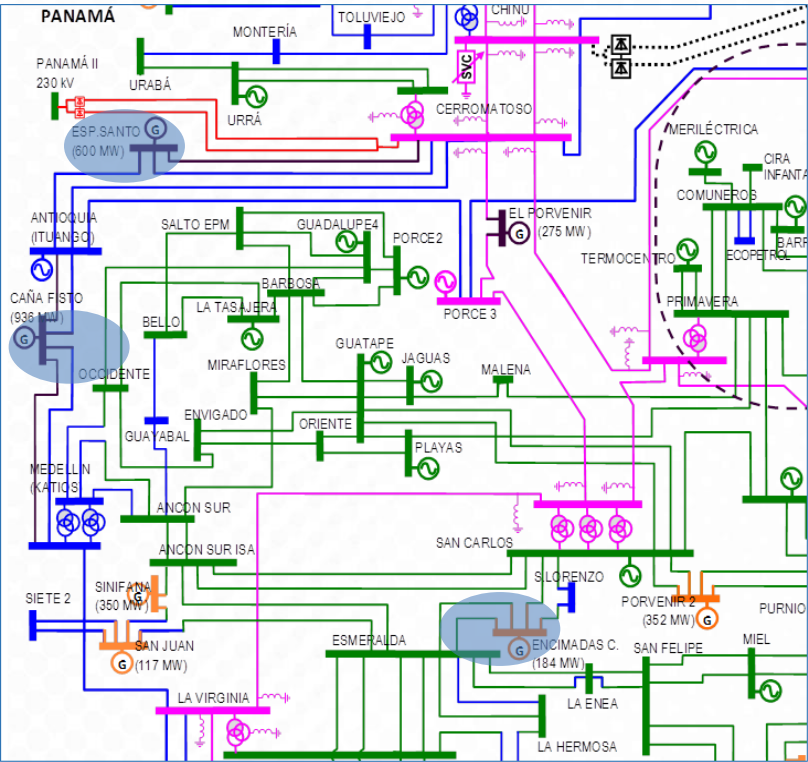 PANAMÁ
TOLUVIEJO
CHINÚ
MONTERÍA
SVC
PANAMÁ II
230 kV
URABÁ
URRÁ
CERROMATOSO
ESP.SANTO
G
(600 MW)
MERILÉCTRICA
CIRA
INFANTA
COMUNEROS
ANTIOQUIA
(ITUANGO)
SALTO EPM
GUADALUPE4
PORCE2
EL PORVENIR
G
(275 MW)
BARR
ECOPETROL
TERMOCENTRO
CAÑA FISTO
(936 MW)
G
BARBOSA
LA TASAJERA
BELLO
PORCE 3
PRIMAVERA
MIRAFLORES
GUATAPE
JAGUAS
MALENA
OCCIDENTE
ENVIGADO
ORIENTE
GUAYABAL
PLAYAS
MEDELLIN
(KATIOS)
ANCON SUR
ANCON SUR ISA
SAN CARLOS
S.LORENZO
SINIFANA
G
(350 MW)
SIETE 2
PORVENIR 2
(352 MW)
G
PURNIO
SAN JUAN
G
(117 MW)
ESMERALDA
ENCIMADAS C.
G
(184 MW)
SAN FELIPE
MIEL
LA VIRGINIA
LA ENEA
LA HERMOSA